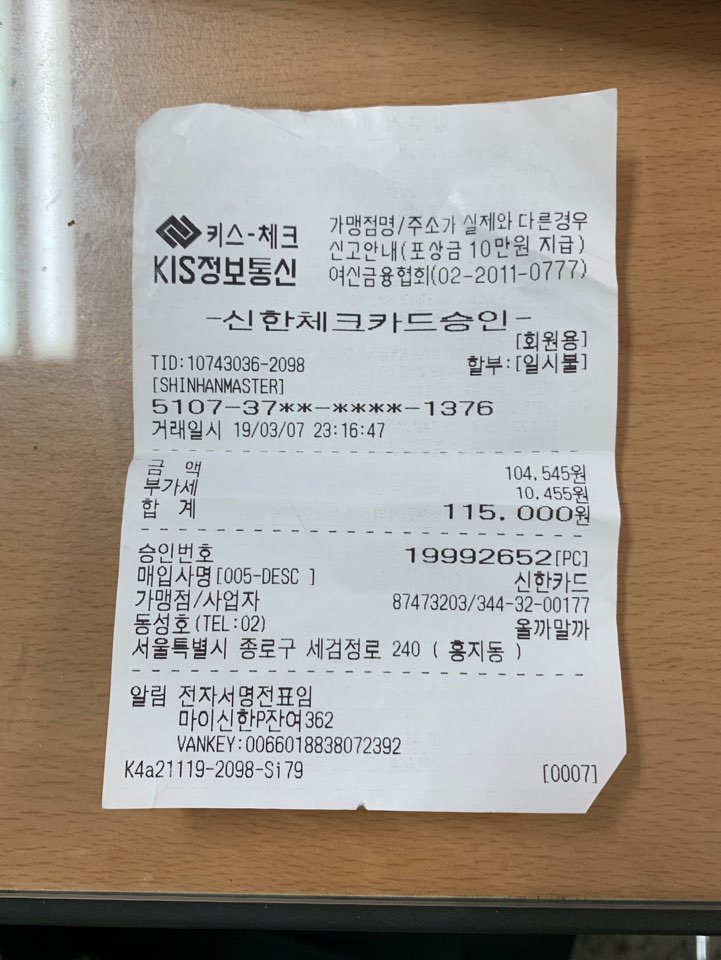 키스-체크
KIS정보통신
가맹점명/주소가 실제와 다른경우
신고안내(포상금 10만원 지급)
여신금융협회(02-2011-0777)
-신한체크카드승인-
[회원용]
TID:10743036-2098 할부:[일시불]
[SHINHANMASTER]
5107-37**-****-1376
거래일시 19/03/07 23:16:47
금 액 104.545원
부가세 10.455원
합 계 115.000원
승인번호 19992652[PC]
매입사명[005-DESC ] 신한카드
가맹점/사업자 87473203/344-32-00177
동성호(TEL:02) 올까말까
서울특별시 종로구 세검정로 240 ( 홍지동 )
알림 전자서명전표임
마이신한P잔여362
VANKEY:0066018838072392
K4a21119-2098-Si79 [0007]